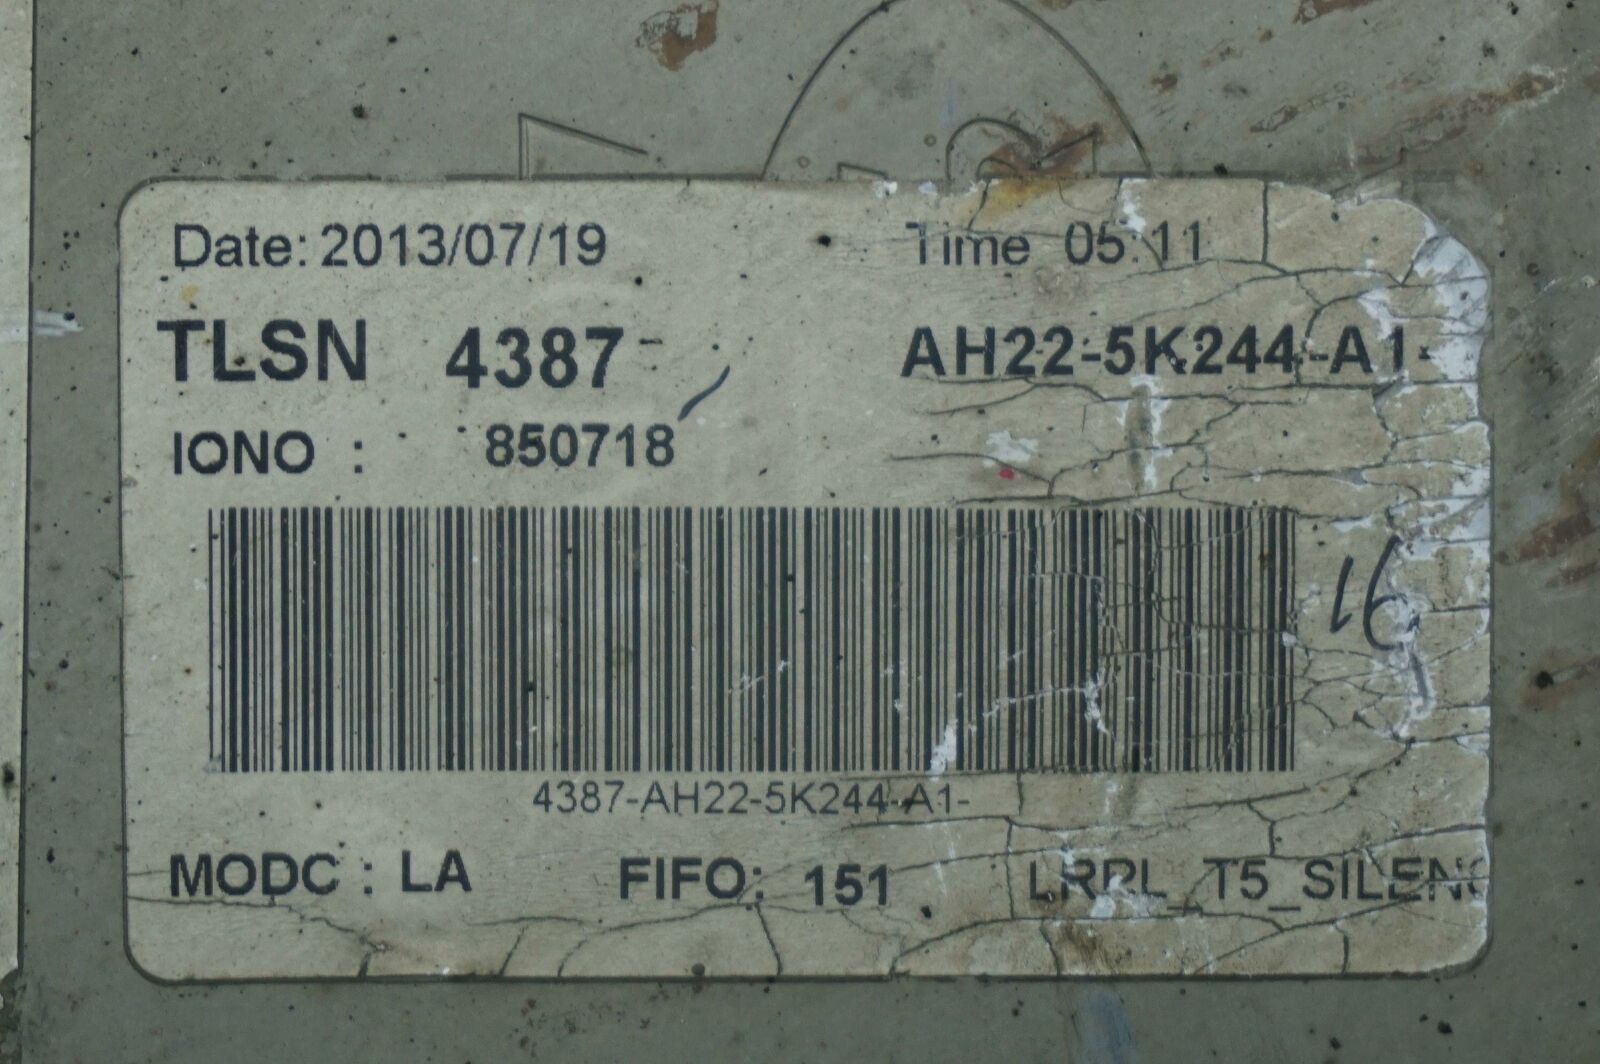 Date: 2013/07/19 Time 05:11
TLSN 4387 AH22-5K244-A1-
IONO : 850718
16
4387-AH22-5K244-A1-
MODC : LA FIFO: 151 LRPL_T5_SILENC